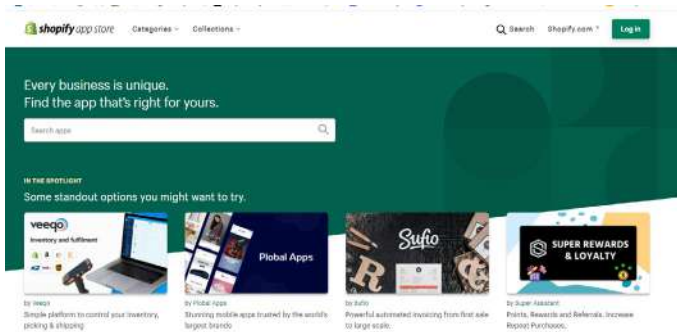 shopify app store
Categories
Collections
Search
Shopify.com
Log in
Every business is unique.
Find the app that's right for yours.
Search apps
IN THE SPOTLIGHT
Some standout options you might want to try.
veeqo
Inventory and fulfilment
Plobal Apps
Sufio
SUPER REWARDS
& LOYALTY
by Veeqo
Simple platform to control your inventory,
picking & shipping
by Plobal Apps
Stunning mobile apps trusted by the world's
largest brands
by Sufio
Powerful automated invoicing from first sale
to large scale.
by Super Assistant
Points, Rewards and Referrals. Increase
Repeat Purchases.